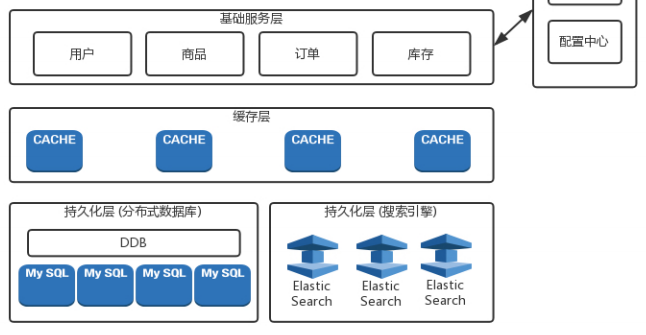 基础服务层
用户
商品
订单
库存
配置中心
缓存层
CACHE
CACHE
CACHE
CACHE
持久化层 (分布式数据库)
DDB
My SQL
My SQL
My SQL
My SQL
持久化层 (搜索引擎)
Elastic
Search
Elastic
Search
Elastic
Search